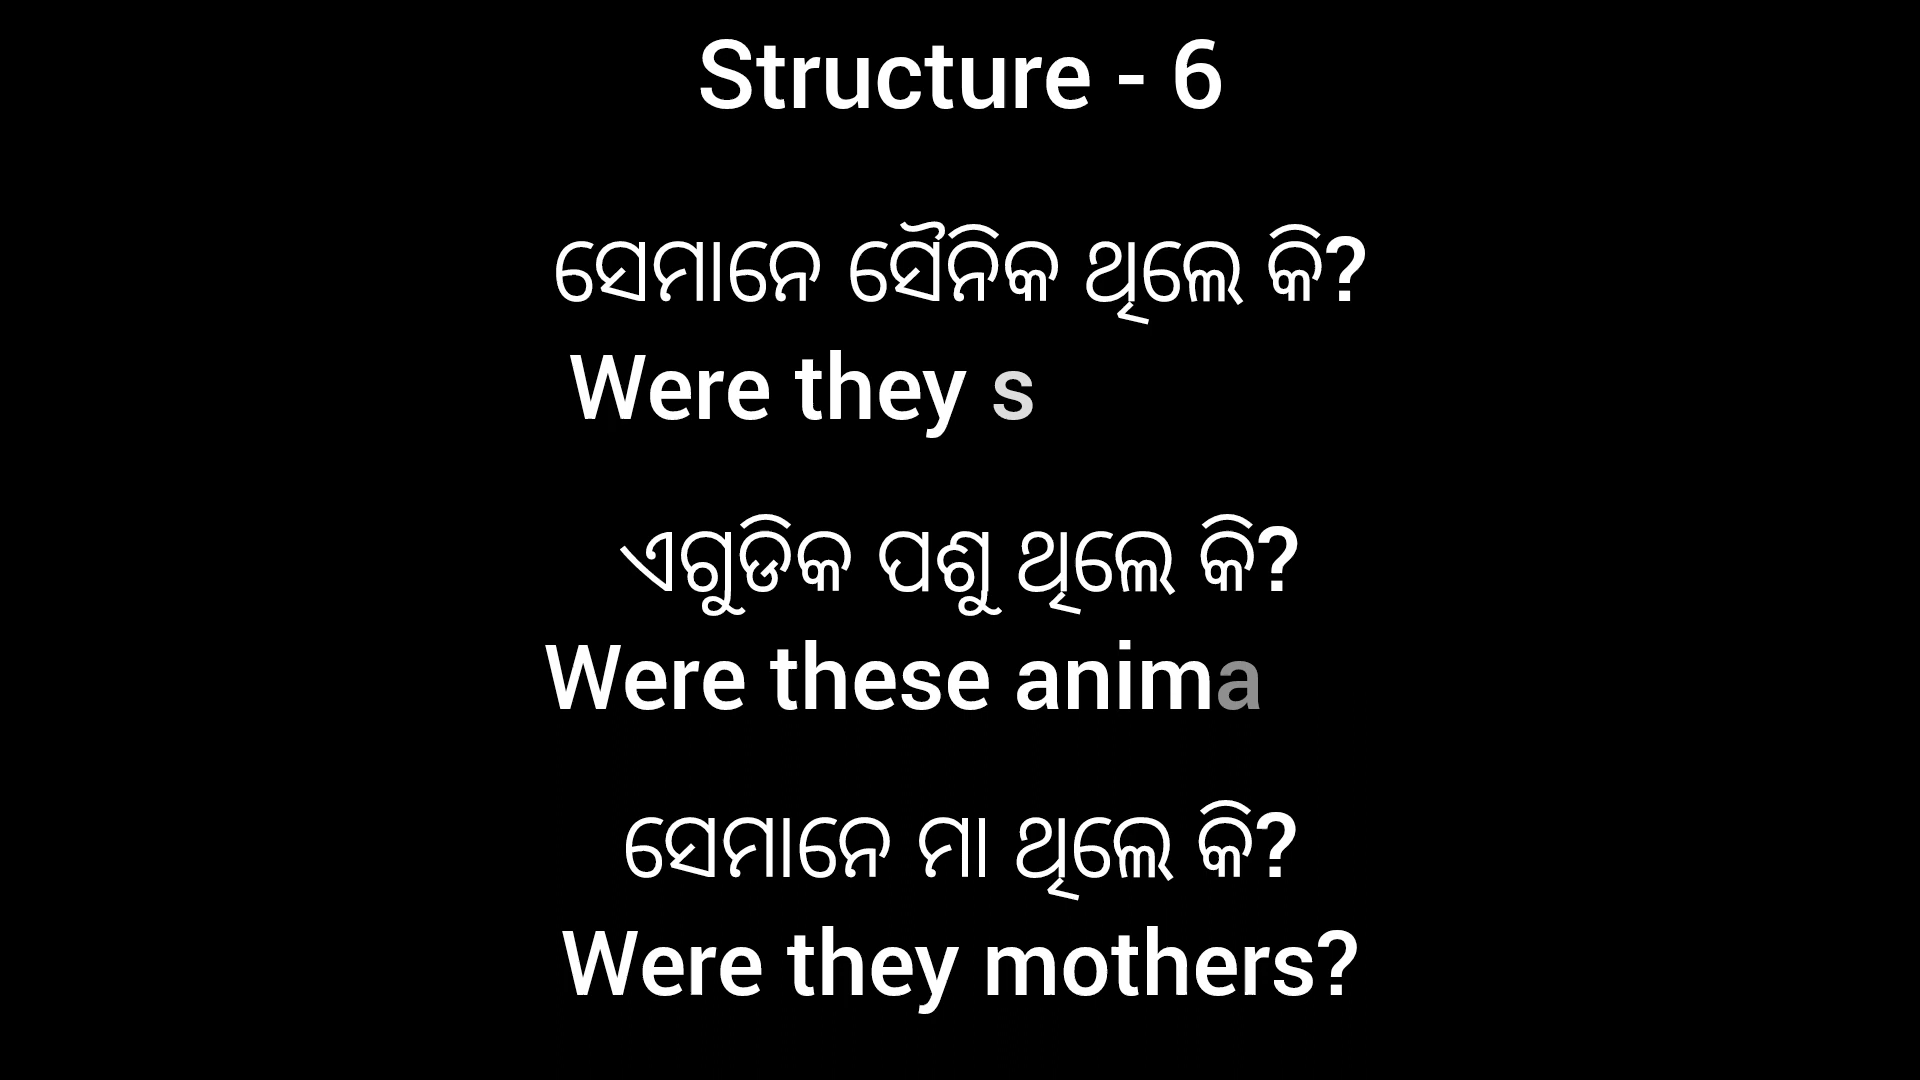 Structure - 6
ସେମାନେ ସୈନିକ ଥିଲେ କି?
Were they s
ଏଗୁଡିକ ପଶୁ ଥିଲେ କି?
Were these anima
ସେମାନେ ମା ଥିଲେ କି?
Were they mothers?